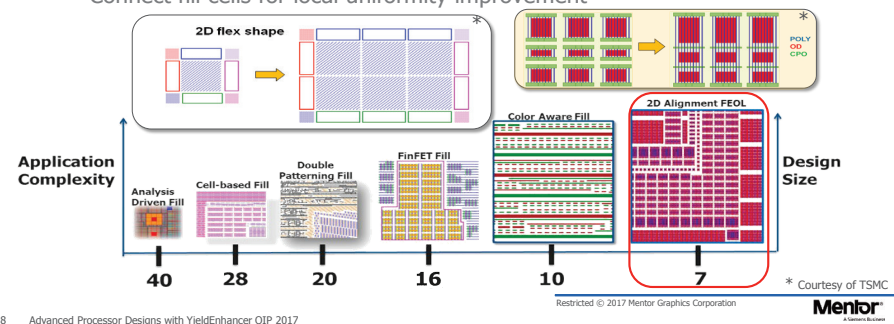 Connect fill cells for local uniformity improvement
2D flex shape
*
*
POLY
OD
CPO
Application
Complexity
Analysis
Driven Fill
Cell-based Fill
Double
Patterning Fill
FinFET Fill
Color Aware Fill
2D Alignment FEOL
Design
Size
40
28
20
16
10
7
* Courtesy of TSMC
Restricted © 2017 Mentor Graphics Corporation
Mentor
A Siemens Business
8 Advanced Processor Designs with YieldEnhancer OIP 2017